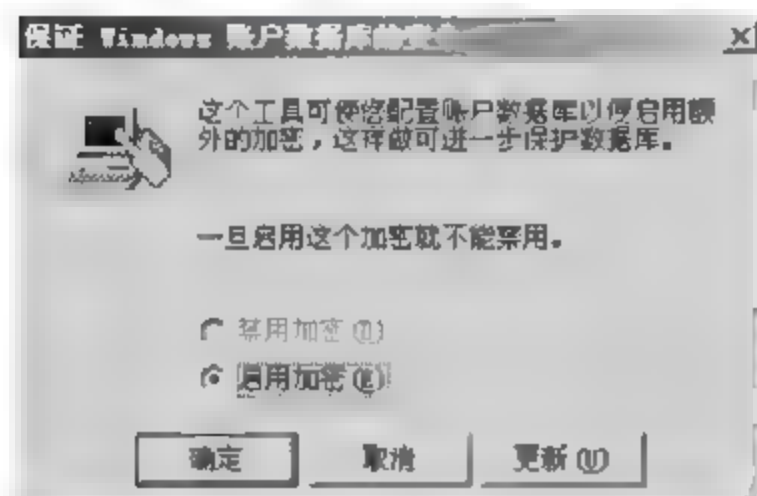 保证 Windows 账户数据库的安全
这个工具可使您配置账户数据库以便启用额
外的加密，这样做可进一步保护数据库。
一旦启用这个加密就不能禁用。
禁用加密
启用加密(E)
确定
取消
更新(U)